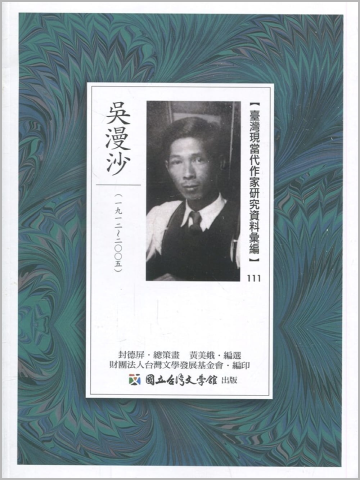 【臺灣現當代作家研究資料彙編】
111
吳漫沙
（一九一二～二〇〇五）
封德屏・總策畫　黃美娥・編選
財團法人台灣文學發展基金會・編印
國立台灣文學館 出版